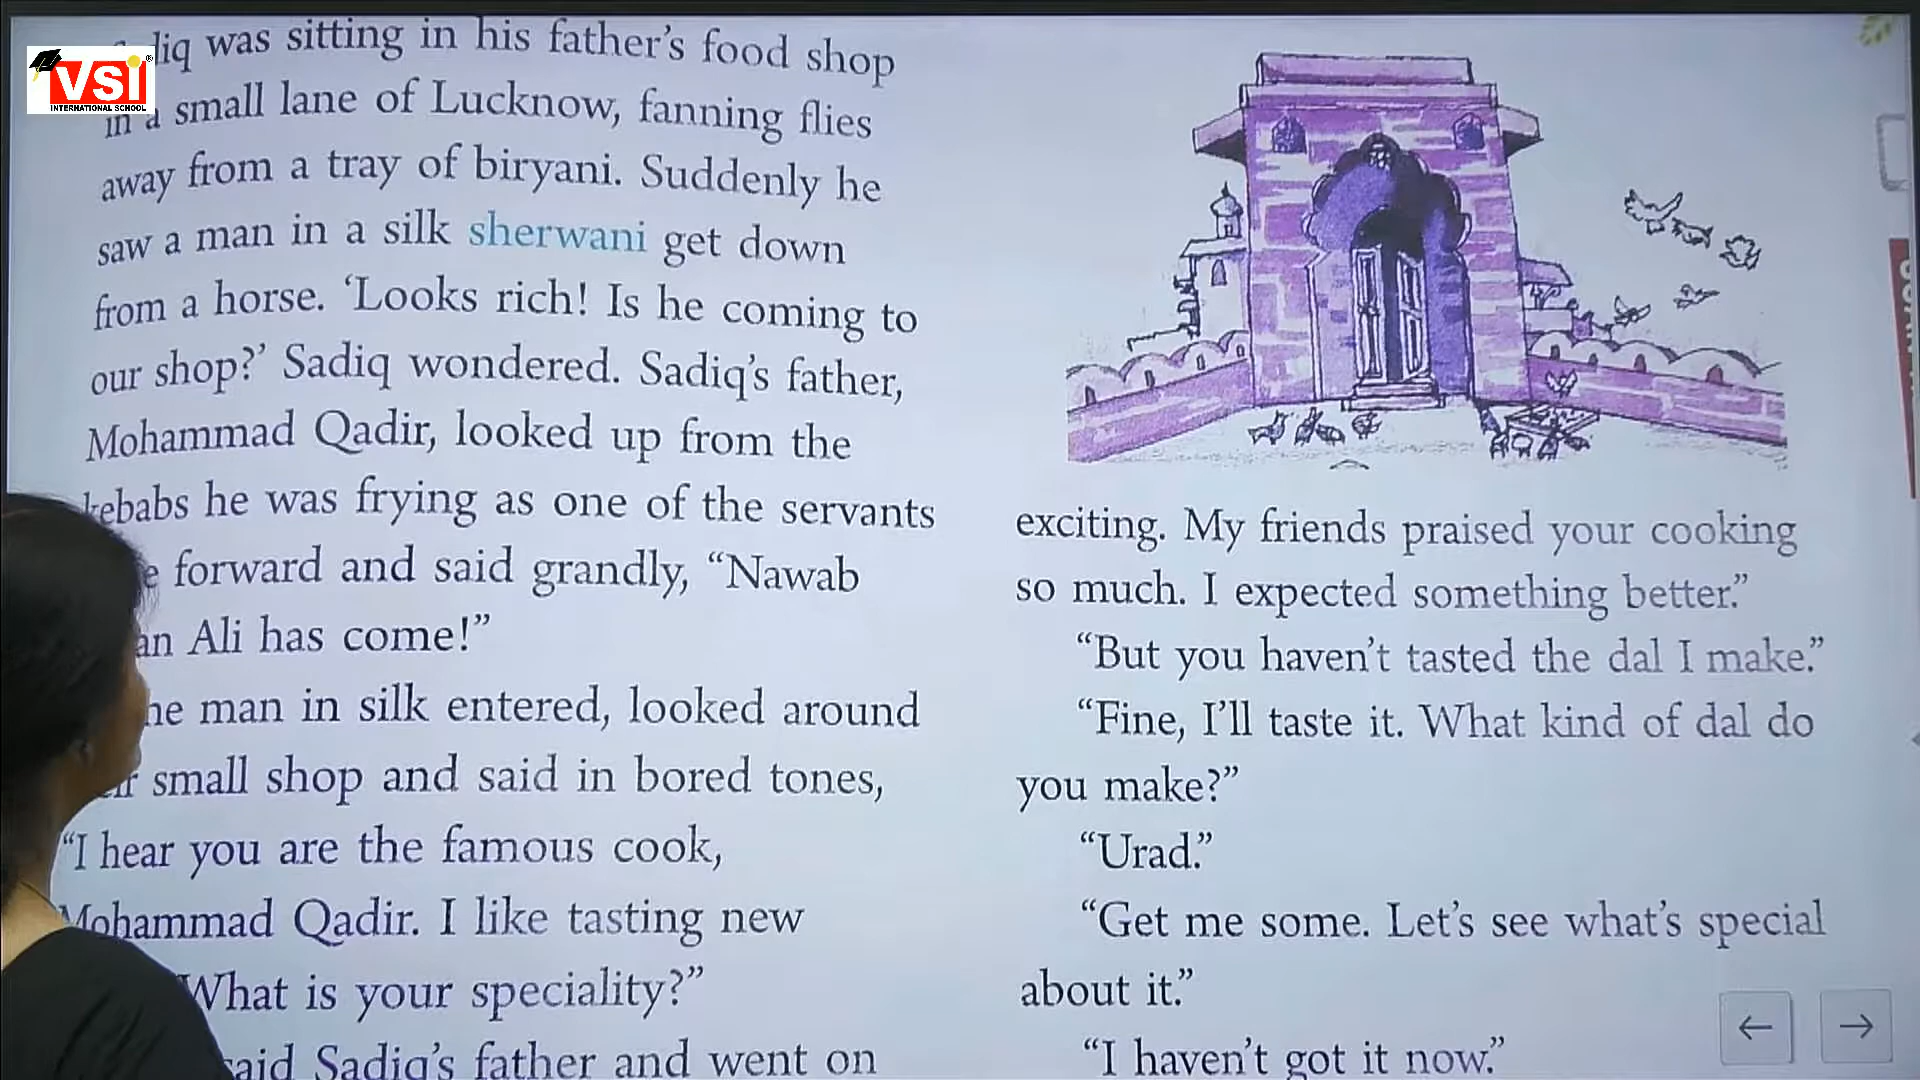 VSI
INTERNATIONAL SCHOOL
was sitting in his father's food shop
in a small lane of Lucknow, fanning flies
away from a tray of biryani. Suddenly he
saw a man in a silk sherwani get down
from a horse. ‘Looks rich! Is he coming to
our shop?’ Sadiq wondered. Sadiq’s father,
Mohammad Qadir, looked up from the
kebabs he was frying as one of the servants
forward and said grandly, “Nawab
Ali has come!”
man in silk entered, looked around
small shop and said in bored tones,
“I hear you are the famous cook,
Mohammad Qadir. I like tasting new
What is your speciality?”
said Sadiq’s father and went on
exciting. My friends praised your cooking
so much. I expected something better.”
“But you haven’t tasted the dal I make.”
“Fine, I’ll taste it. What kind of dal do
you make?”
“Urad.”
“Get me some. Let’s see what’s special
about it.”
“I haven’t got it now.”